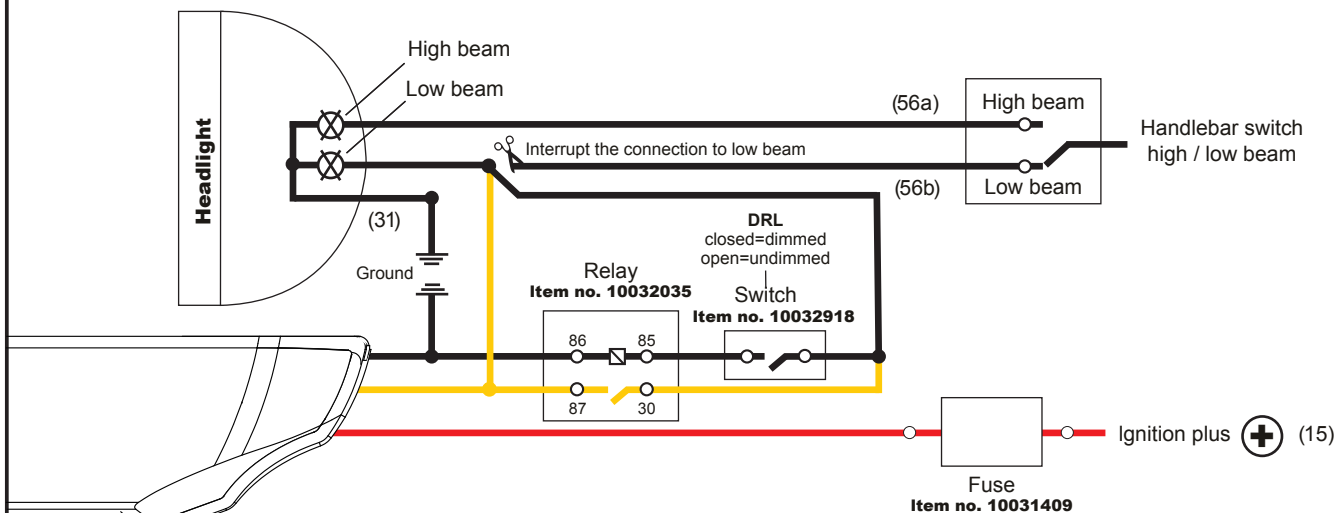 High beam
Low beam
Headlight
(56a)
High beam
Handlebar switch
high / low beam
Interrupt the connection to low beam
(56b)
Low beam
(31)
Ground
DRL
closed=dimmed
open=undimmed
Relay
Item no. 10032035
Switch
Item no. 10032918
86
85
87
30
Ignition plus
(15)
Fuse
Item no. 10031409